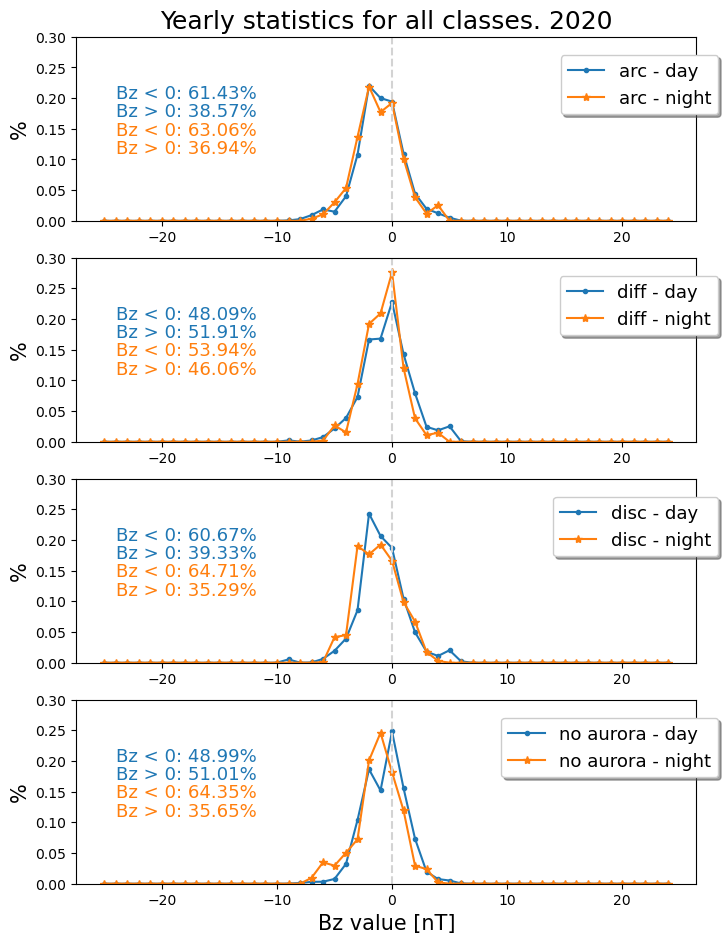 Yearly statistics for all classes. 2020
0.30
0.25
0.20
0.15
0.10
0.05
0.00
%
Bz < 0: 61.43%
Bz > 0: 38.57%
Bz < 0: 63.06%
Bz > 0: 36.94%
arc - day
arc - night
−20 −10 0 10 20
0.30
0.25
0.20
0.15
0.10
0.05
0.00
%
Bz < 0: 48.09%
Bz > 0: 51.91%
Bz < 0: 53.94%
Bz > 0: 46.06%
diff - day
diff - night
−20 −10 0 10 20
0.30
0.25
0.20
0.15
0.10
0.05
0.00
%
Bz < 0: 60.67%
Bz > 0: 39.33%
Bz < 0: 64.71%
Bz > 0: 35.29%
disc - day
disc - night
−20 −10 0 10 20
0.30
0.25
0.20
0.15
0.10
0.05
0.00
%
Bz < 0: 48.99%
Bz > 0: 51.01%
Bz < 0: 64.35%
Bz > 0: 35.65%
no aurora - day
no aurora - night
−20 −10 0 10 20
Bz value [nT]